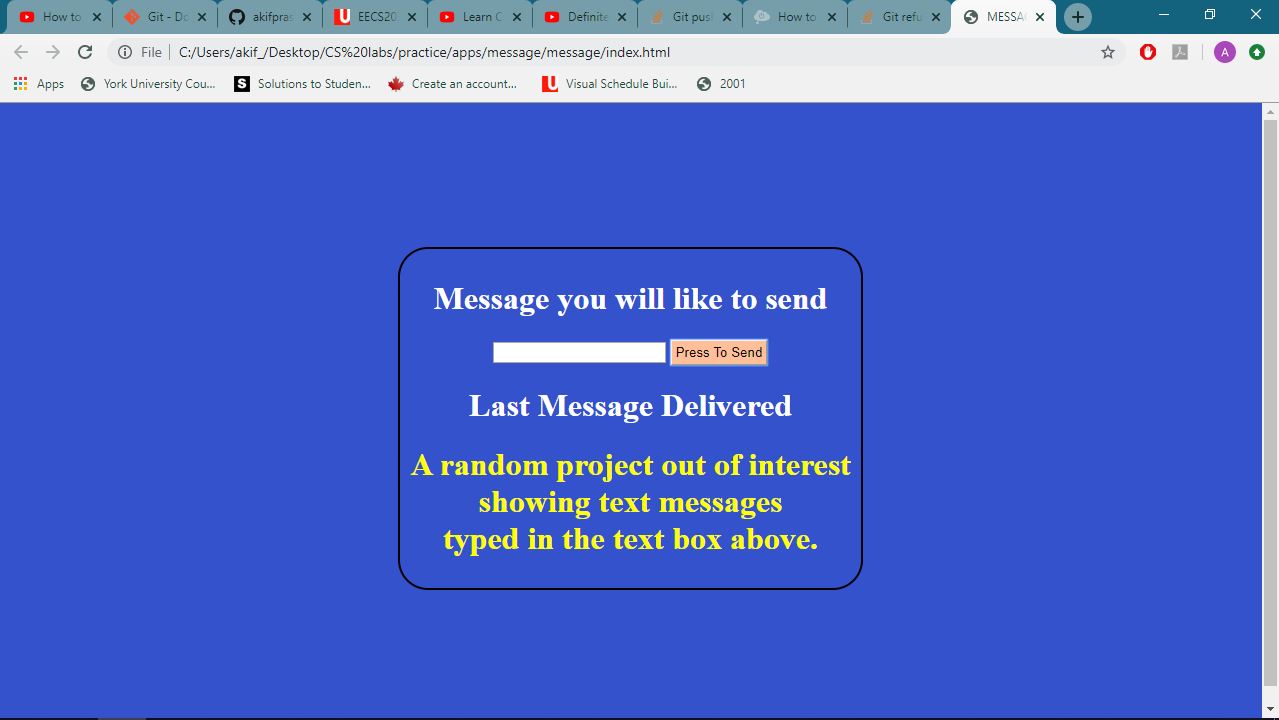 How to
Git - Do
akifpras
EECS20
Learn C
Definite
Git pus
How to
Git refu
MESSA
File
C:/Users/akif_/Desktop/CS%20labs/practice/apps/message/message/index.html
A
Apps
York University Cou...
S
Solutions to Studen...
Create an account...
Visual Schedule Bui...
2001
Message you will like to send
Press To Send
Last Message Delivered
A random project out of interest
showing text messages
typed in the text box above.